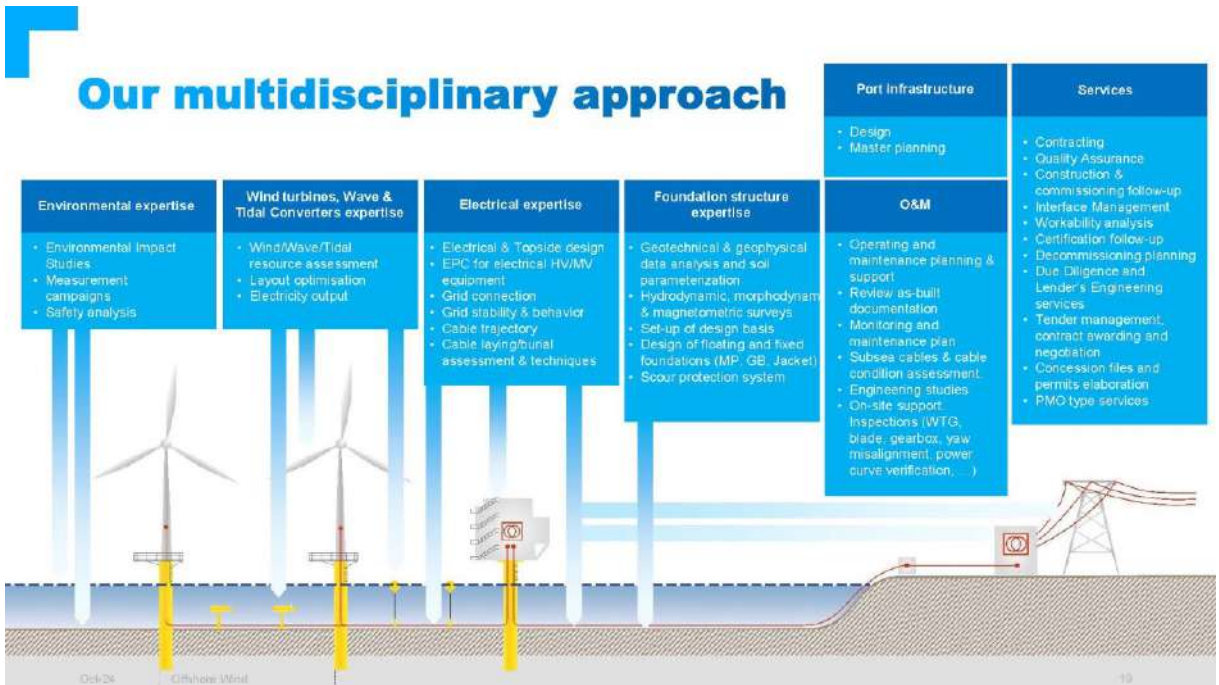 Our multidisciplinary approach
Port infrastructure
• Design
• Master planning
Services
• Contracting
• Quality Assurance
• Construction &
commissioning follow-up
• Interface Management
• Workability analysis
• Certification follow-up
• Decommissioning planning
• Due Diligence and
Lender's Engineering
services
• Tender management,
contract awarding and
negotiation
• Concession files and
permits elaboration
• PMO type services
Environmental expertise
• Environmental Impact
Studies
• Measurement
campaigns
• Safety analysis
Wind turbines, Wave &
Tidal Converters expertise
• Wind/Wave/Tidal
resource assessment
• Layout optimisation
• Electricity output
Electrical expertise
• Electrical & Topside design
• EPC for electrical HV/MV
equipment
• Grid connection
• Grid stability & behavior
• Cable trajectory
• Cable laying/burial
assessment & techniques
Foundation structure
expertise
• Geotechnical & geophysical
data analysis and soil
parameterization
• Hydrodynamic, morphodynam
& magnetometric surveys
• Set-up of design basis
• Design of floating and fixed
foundations (MP, GB, Jacket)
• Scour protection system
O&M
• Operating and
maintenance planning &
support
• Review as-built
documentation
• Monitoring and
maintenance plan
• Subsea cables & cable
condition assessment.
• Engineering studies
• On-site support.
Inspections (WTG,
blade, gearbox, yaw
misalignment, power
curve verification, ...)
Oct-24
Offshore Wind
19